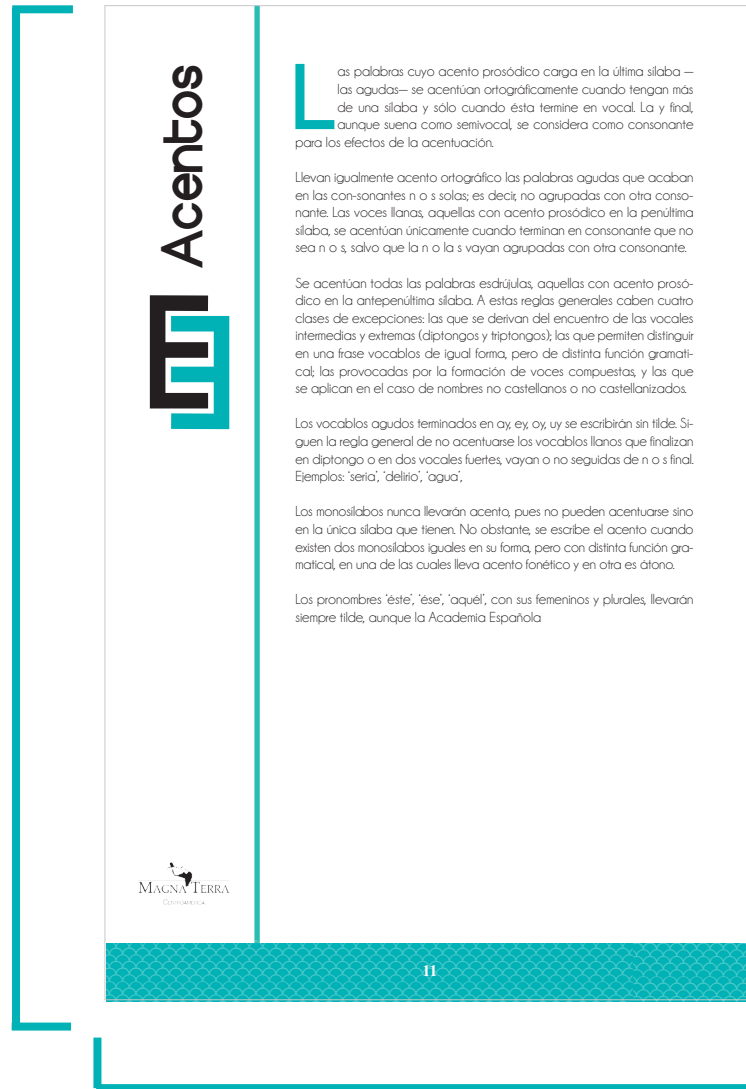 Acentos
Las palabras cuyo acento prosódico carga en la última sílaba —
las agudas— se acentúan ortográficamente cuando tengan más
de una sílaba y sólo cuando ésta termine en vocal. La y final,
aunque suena como semivocal, se considera como consonante
para los efectos de la acentuación.
Llevan igualmente acento ortográfico las palabras agudas que acaban
en las con-sonantes n o s solas; es decir, no agrupadas con otra conso-
nante. Las voces llanas, aquellas con acento prosódico en la penúltima
sílaba, se acentúan únicamente cuando terminan en consonante que no
sea n o s, salvo que la n o la s vayan agrupadas con otra consonante.
Se acentúan todas las palabras esdrújulas, aquellas con acento prosó-
dico en la antepenúltima sílaba. A estas reglas generales caben cuatro
clases de excepciones: las que se derivan del encuentro de las vocales
intermedias y extremas (diptongos y triptongos); las que permiten distinguir
en una frase vocablos de igual forma, pero de distinta función gramati-
cal; las provocadas por la formación de voces compuestas, y las que
se aplican en el caso de nombres no castellanos o no castellanizados.
Los vocablos agudos terminados en ay, ey, oy, uy se escribirán sin tilde. Si-
guen la regla general de no acentuarse los vocablos llanos que finalizan
en diptongo o en dos vocales fuertes, vayan o no seguidas de n o s final.
Ejemplos: 'seria', 'delirio', 'agua',
Los monosílabos nunca llevarán acento, pues no pueden acentuarse sino
en la única sílaba que tienen. No obstante, se escribe el acento cuando
existen dos monosílabos iguales en su forma, pero con distinta función gra-
matical, en una de las cuales lleva acento fonético y en otra es átono.
Los pronombres 'éste', 'ése', 'aquél', con sus femeninos y plurales, llevarán
siempre tilde, aunque la Academia Española
MAGNA TERRA
CENTROAMÉRICA
11